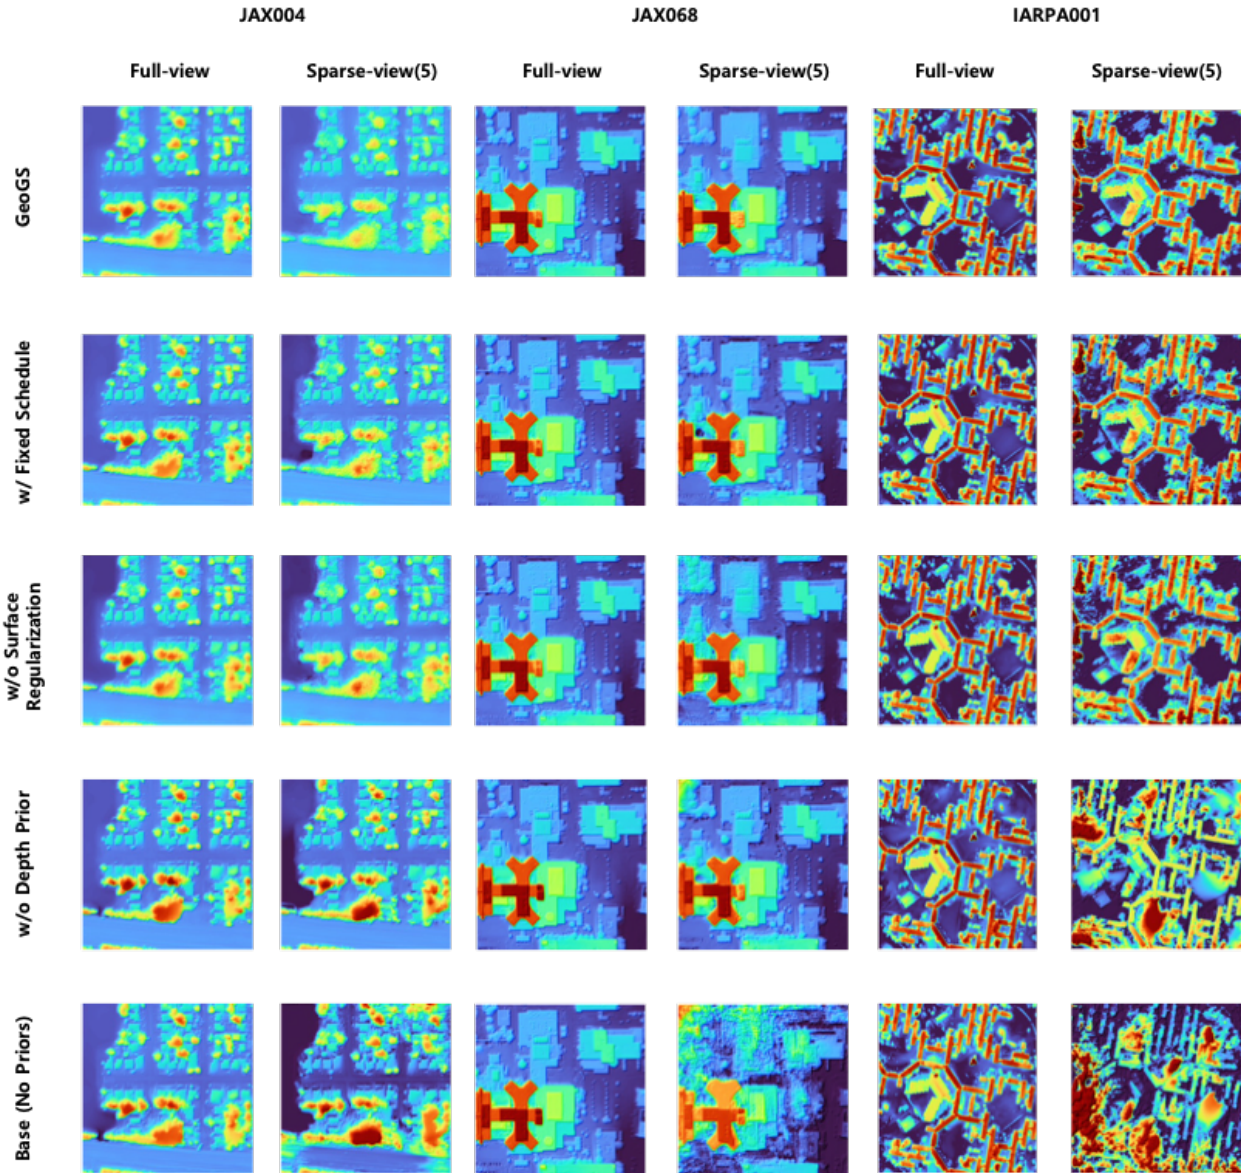 JAX004 JAX068 IARPA001
Full-view Sparse-view(5) Full-view Sparse-view(5) Full-view Sparse-view(5)
GeoGS
w/ Fixed Schedule
w/o Surface
Regularization
w/o Depth Prior
Base (No Priors)